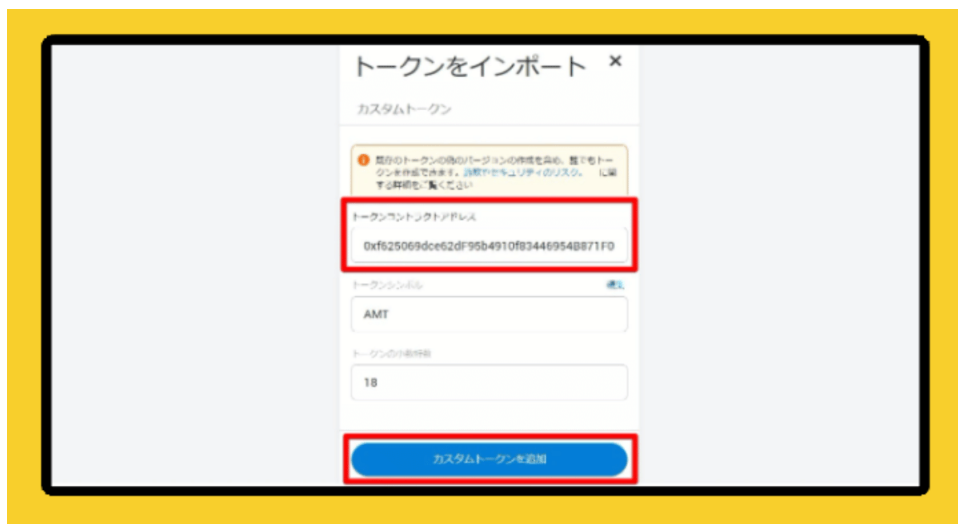 トークンをインポート ×
カスタムトークン
既存のトークンの偽のバージョンの作成を含め、誰でもトー
クンを作成できます。詐欺やセキュリティのリスク。 に関
する詳細をご覧ください
トークンコントラクトアドレス
0xf625069dce62dF95b4910f83446954B871F0
トークンシンボル
AMT
トークンの小数桁数
18
カスタムトークンを追加